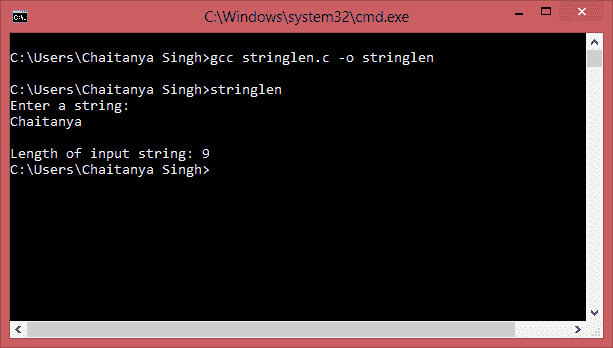 C:\Windows\system32\cmd.exe
C:\Users\Chaitanya Singh>gcc stringlen.c -o stringlen
C:\Users\Chaitanya Singh>stringlen
Enter a string:
Chaitanya
Length of input string: 9
C:\Users\Chaitanya Singh>